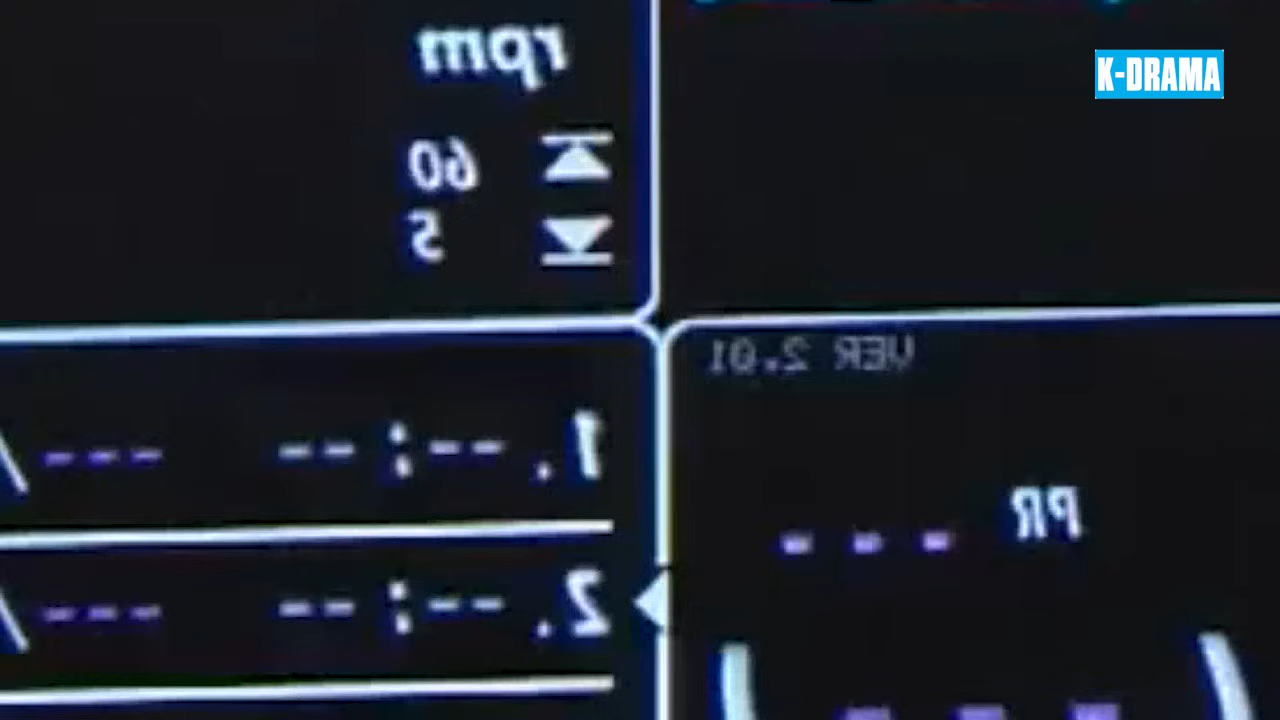 K-DRAMA
rpm
60
5
VER 2.01
1. --:-- ---
PR ---
2. --:-- ---